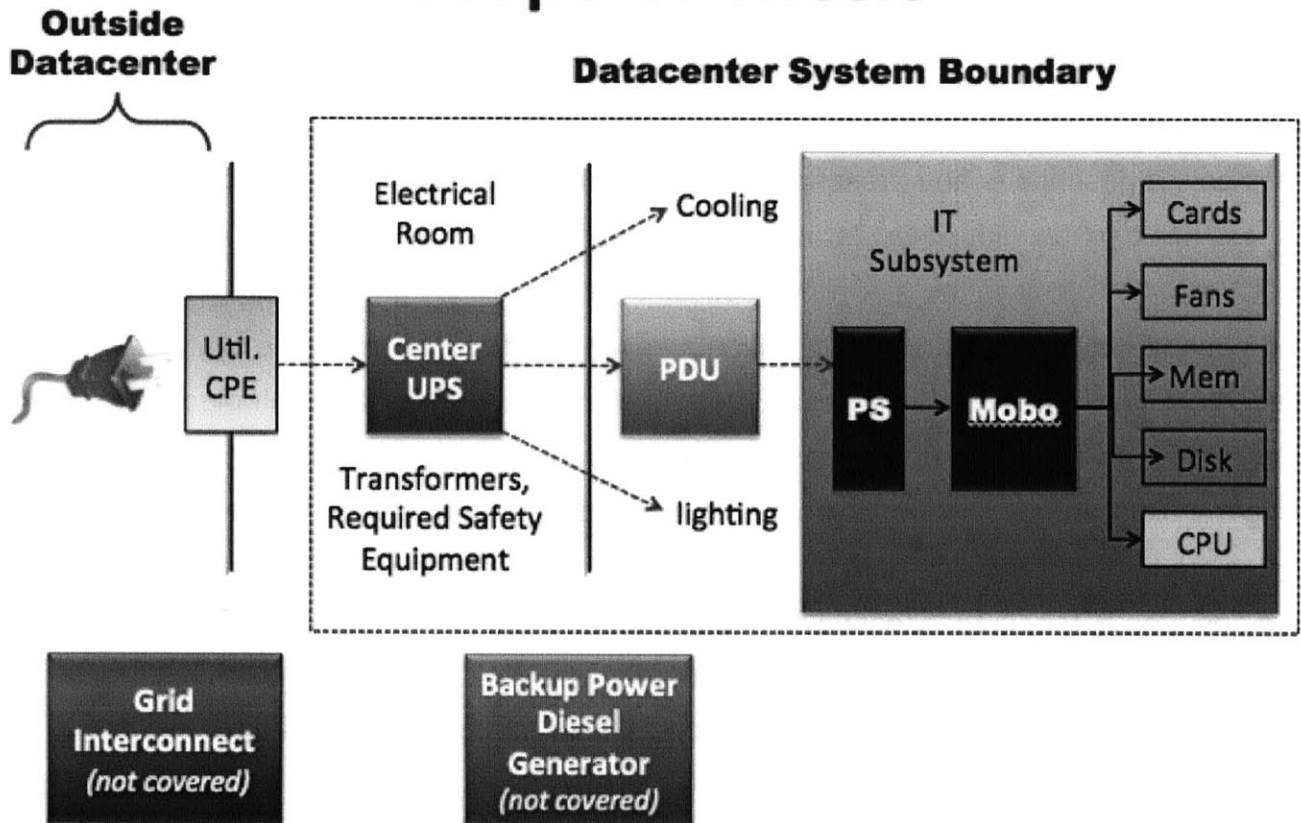 Outside
Datacenter
Datacenter System Boundary
Electrical
Room
Cooling
IT
Subsystem
Cards
Fans
Mem
Disk
CPU
Util.
CPE
Center
UPS
PDU
PS
Mobo
Transformers,
Required Safety
Equipment
lighting
Grid
Interconnect
(not covered)
Backup Power
Diesel
Generator
(not covered)